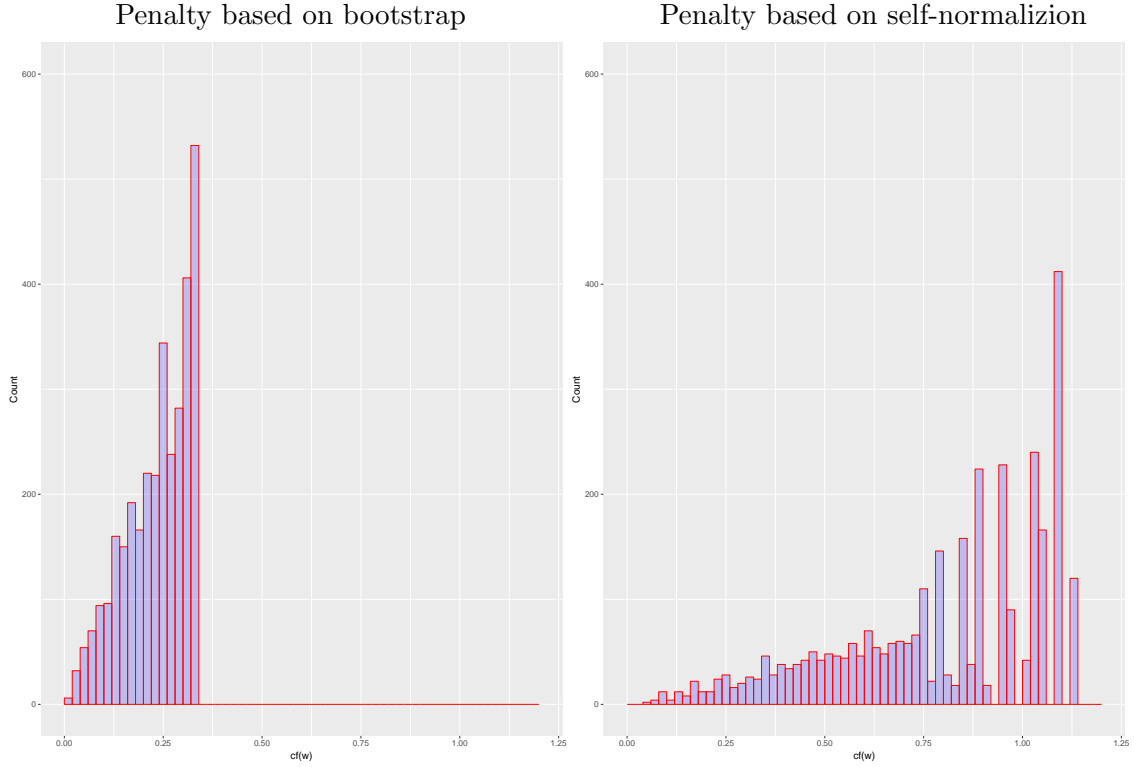 Penalty based on bootstrap
600
400
200
0
Count
0.00 0.25 0.50 0.75 1.00 1.25
cf(w)
Penalty based on self-normalizion
600
400
200
0
Count
0.00 0.25 0.50 0.75 1.00 1.25
cf(w)